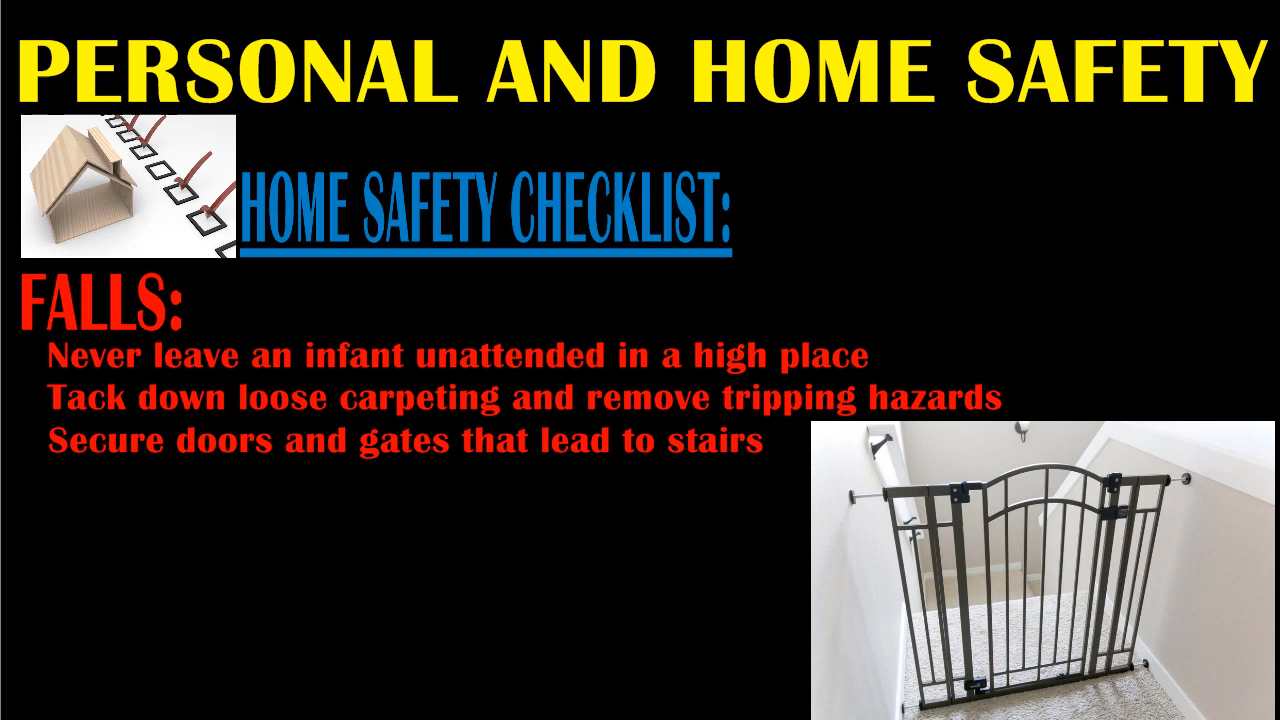 PERSONAL AND HOME SAFETY
HOME SAFETY CHECKLIST:
FALLS:
Never leave an infant unattended in a high place
Tack down loose carpeting and remove tripping hazards
Secure doors and gates that lead to stairs